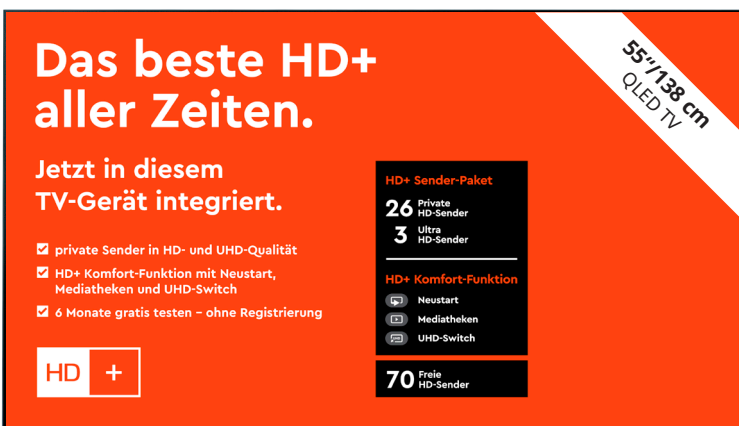 Das beste HD+
aller Zeiten.
Jetzt in diesem
TV-Gerät integriert.
private Sender in HD- und UHD-Qualität
HD+ Komfort-Funktion mit Neustart,
Mediatheken und UHD-Switch
6 Monate gratis testen – ohne Registrierung
HD +
HD+ Sender-Paket
26 Private
HD-Sender
3 Ultra
HD-Sender
HD+ Komfort-Funktion
Neustart
Mediatheken
UHD-Switch
70 Freie
HD-Sender
55“/138 cm
QLED TV